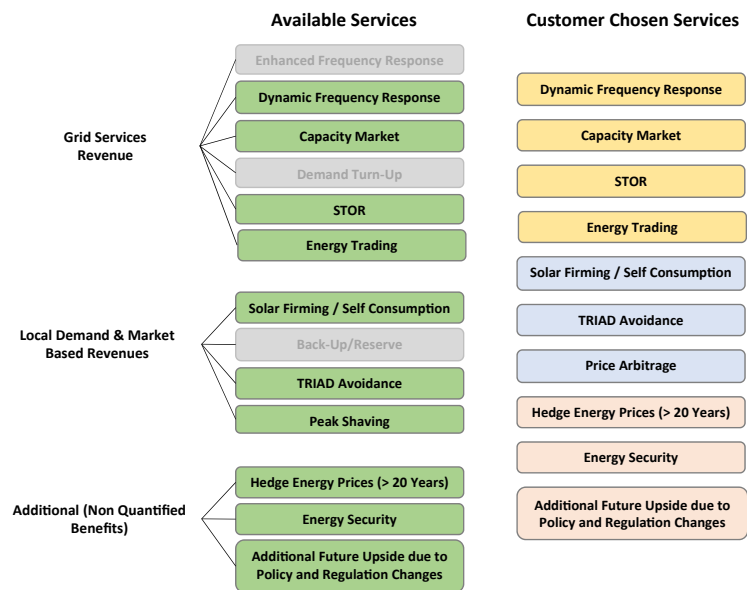 Available Services
Customer Chosen Services
Grid Services
Revenue
Enhanced Frequency Response
Dynamic Frequency Response
Capacity Market
Demand Turn-Up
STOR
Energy Trading
Local Demand & Market
Based Revenues
Solar Firming / Self Consumption
Back-Up/Reserve
TRIAD Avoidance
Peak Shaving
Additional (Non Quantified
Benefits)
Hedge Energy Prices (> 20 Years)
Energy Security
Additional Future Upside due to
Policy and Regulation Changes
Dynamic Frequency Response
Capacity Market
STOR
Energy Trading
Solar Firming / Self Consumption
TRIAD Avoidance
Price Arbitrage
Hedge Energy Prices (> 20 Years)
Energy Security
Additional Future Upside due to
Policy and Regulation Changes